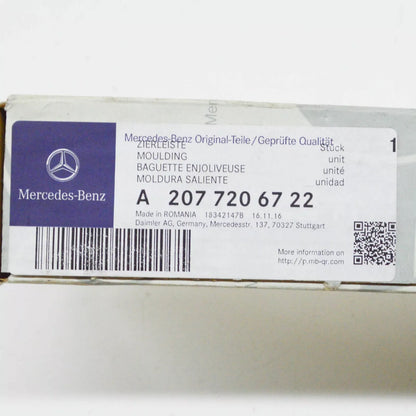 Mercedes-Benz Original-Teile/Geprüfte Qualität
ZIERLEISTE Stück 1
MOULDING unit
BAGUETTE ENJOLIVEUSE unité
MOLDURA SALIENTE unidad
Mercedes-Benz
A 207 720 67 22
Made in ROMANIA 18342147B 16.11.16
Daimler AG, Germany, Mercedesstr. 137, 70327 Stuttgart
More information on
http://p.mb-qr.com